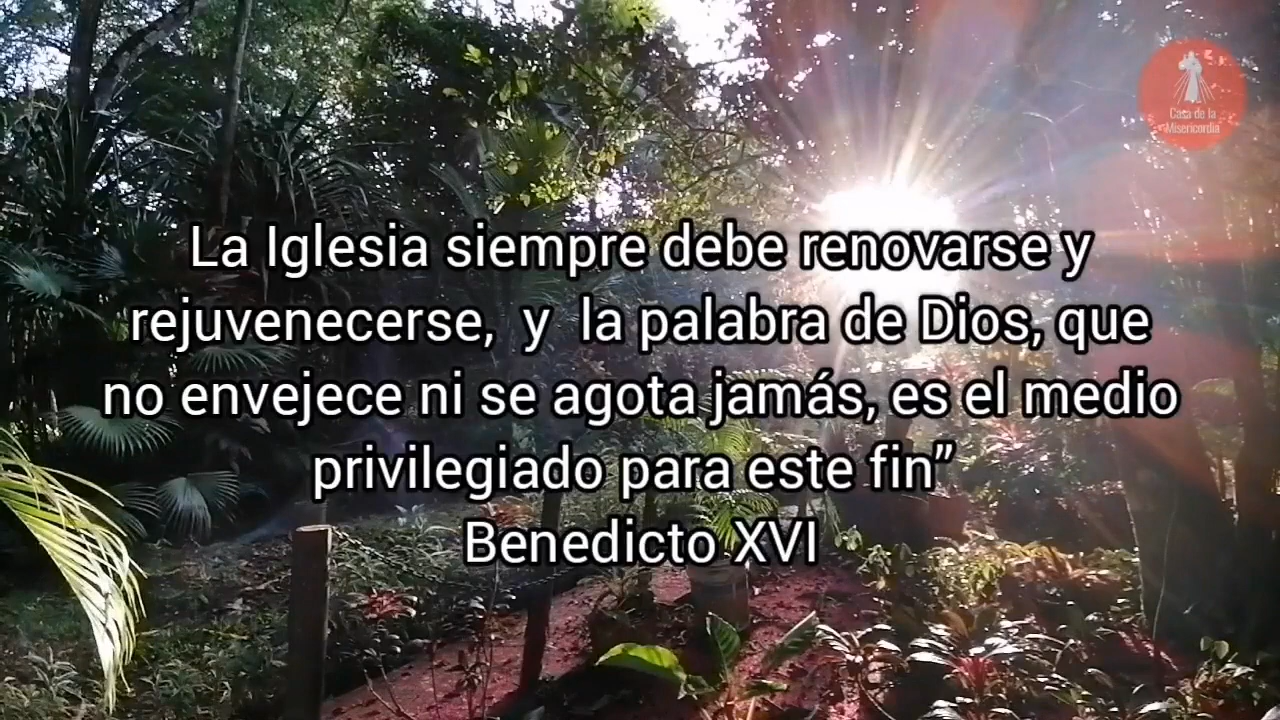 Casa de la
Misericordia
La Iglesia siempre debe renovarse y
rejuvenecerse, y la palabra de Dios, que
no envejece ni se agota jamás, es el medio
privilegiado para este fin”
Benedicto XVI